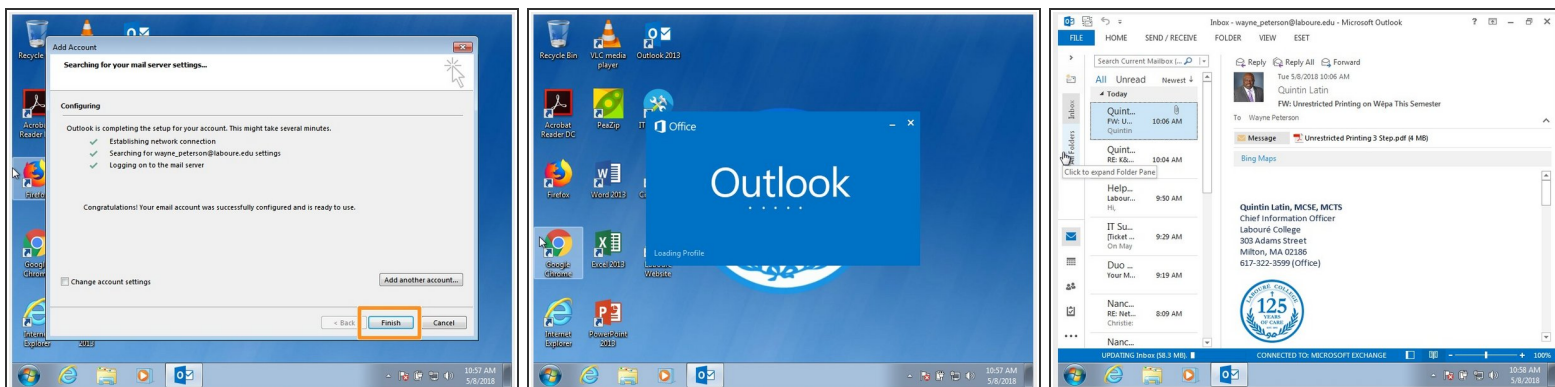 Recycle
Add Account
Searching for your mail server settings...
Configuring
Outlook is completing the setup for your account. This might take several minutes.
Establishing network connection
Searching for wayne_peterson@laboure.edu settings
Logging on to the mail server
Congratulations! Your email account was successfully configured and is ready to use.
Change account settings
Add another account...
< Back
Finish
Cancel
2013
10:57 AM
5/8/2018
Recycle Bin
VLC media player
Outlook 2013
Acrobat Reader DC
PeaZip
IT
Office
Outlook
Loading Profile
Firefox
Word 2013
Google Chrome
Excel 2013
Laboure Website
Internet Explorer
PowerPoint 2013
10:57 AM
5/8/2018
Inbox - wayne_peterson@laboure.edu - Microsoft Outlook
FILE HOME SEND / RECEIVE FOLDER VIEW ESET
Search Current Mailbox (...
All Unread Newest
Today
Quint...
FW: U... 10:06 AM
Quintin
Quint...
RE: K&... 10:04 AM
Click to expand Folder Pane
Help...
Labour... 9:50 AM
Hi,
IT Su...
[Ticket ... 9:29 AM
On May
Duo ...
Your M... 9:19 AM
Nanc...
RE: Net... 8:09 AM
Christie:
Nanc...
Inbox
Reply Reply All Forward
Tue 5/8/2018 10:06 AM
Quintin Latin
FW: Unrestricted Printing on Wēpa This Semester
To Wayne Peterson
Message Unrestricted Printing 3 Step.pdf (4 MB)
Bing Maps
Quintin Latin, MCSE, MCTS
Chief Information Officer
Labouré College
303 Adams Street
Milton, MA 02186
617-322-3599 (Office)
LABOURE COLLEGE
125
YEARS
OF CARE
UPDATING Inbox (58.3 MB). CONNECTED TO: MICROSOFT EXCHANGE 100%
10:58 AM
5/8/2018